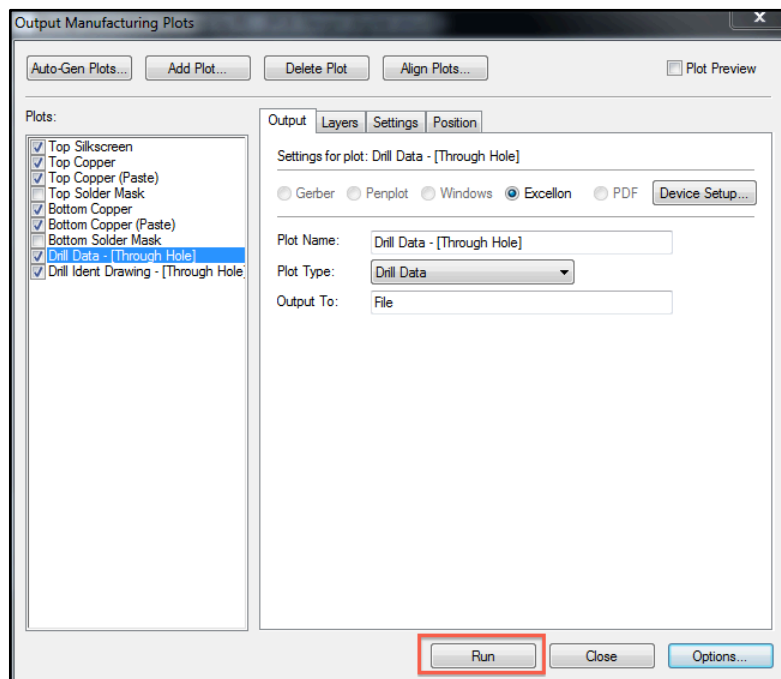 Output Manufacturing Plots
x
Auto-Gen Plots... Add Plot... Delete Plot Align Plots... Plot Preview
Plots:
Top Silkscreen
Top Copper
Top Copper (Paste)
Top Solder Mask
Bottom Copper
Bottom Copper (Paste)
Bottom Solder Mask
Drill Data - [Through Hole]
Drill Ident Drawing - [Through Hole
Output Layers Settings Position
Settings for plot: Drill Data - [Through Hole]
Gerber Penplot Windows Excellon PDF Device Setup...
Plot Name: Drill Data - [Through Hole]
Plot Type: Drill Data
Output To: File
Run Close Options...